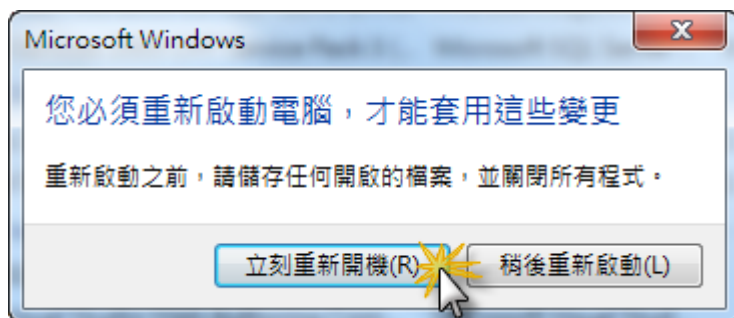 Microsoft Windows
您必須重新啟動電腦，才能套用這些變更
重新啟動之前，請儲存任何開啟的檔案，並關閉所有程式。
立刻重新開機(R)
稍後重新啟動(L)